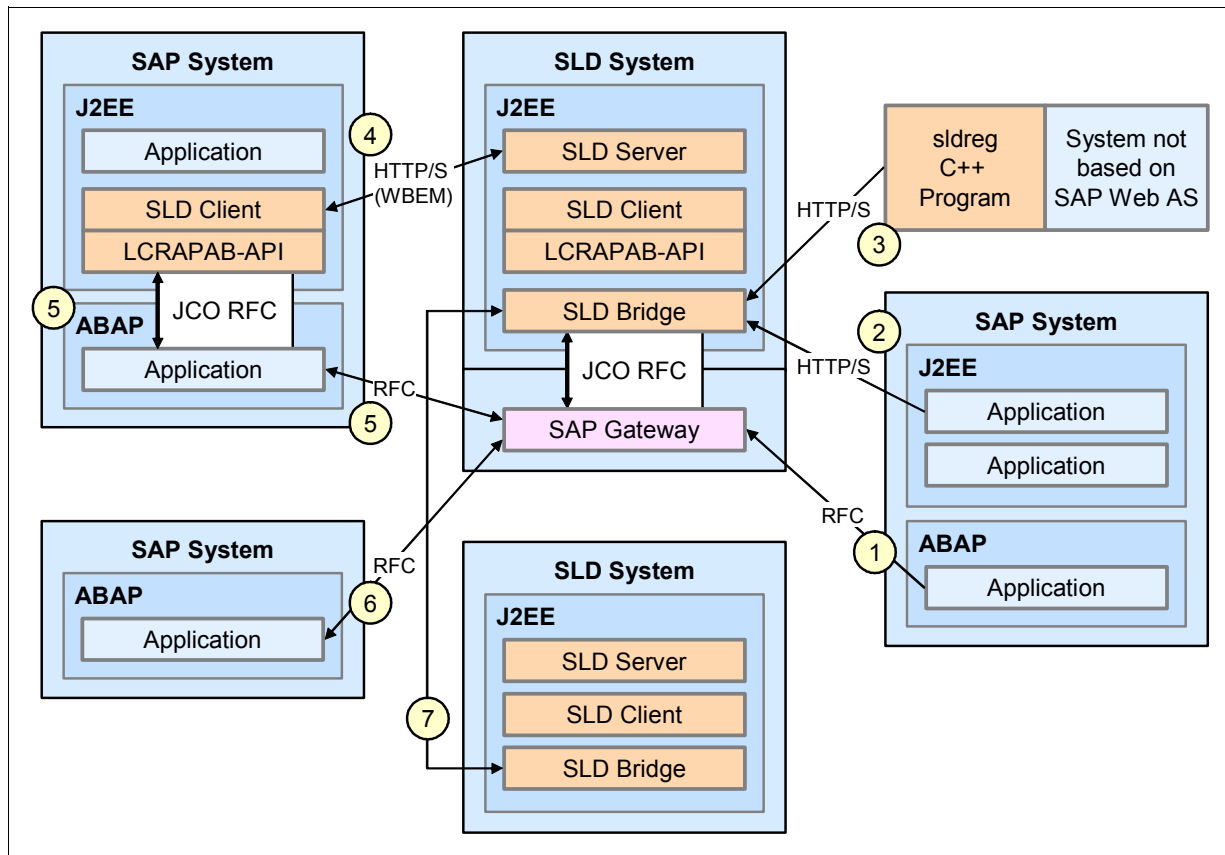 SAP System
J2EE
Application
4
SLD Client
LCRAPAB-API
5
JCO RFC
ABAP
Application
5
HTTP/S
(WBEM)
RFC
SLD System
J2EE
SLD Server
SLD Client
LCRAPAB-API
SLD Bridge
JCO RFC
SAP Gateway
sldreg
C++
Program
System not
based on
SAP Web AS
HTTP/S
3
2
SAP System
J2EE
HTTP/S
Application
Application
RFC
1
ABAP
Application
SAP System
ABAP
Application
RFC
6
SLD System
J2EE
SLD Server
SLD Client
7
SLD Bridge